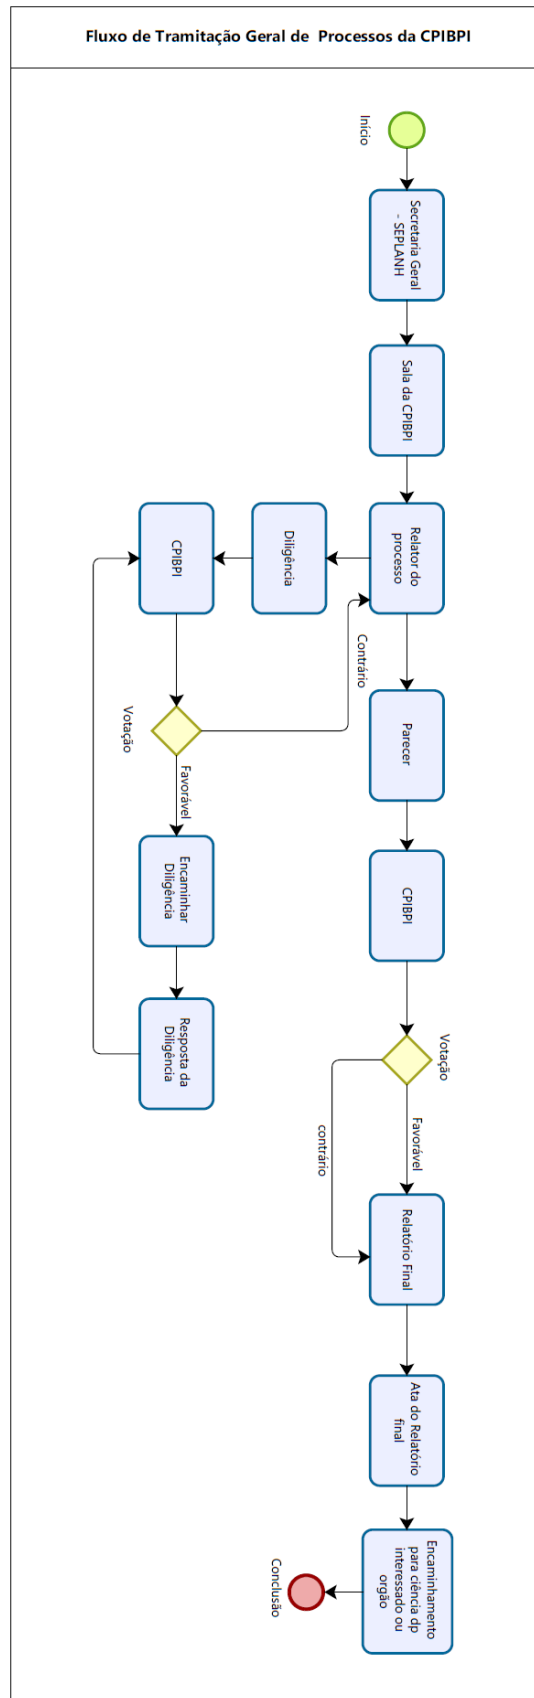 Fluxo de Tramitação Geral de Processos da CPIBPI
Início
Secretaria Geral
- SEPLANH
Sala da CPIBPI
Relator do
processo
Diligência
CPIBPI
Contrário
Votação
Favorável
Encaminhar
Diligência
Resposta da
Diligência
Parecer
CPIBPI
Votação
Favorável
contrário
Relatório Final
Ata do Relatório
final
Encaminhamento
para ciência dp
interessado ou
orgão
Conclusão